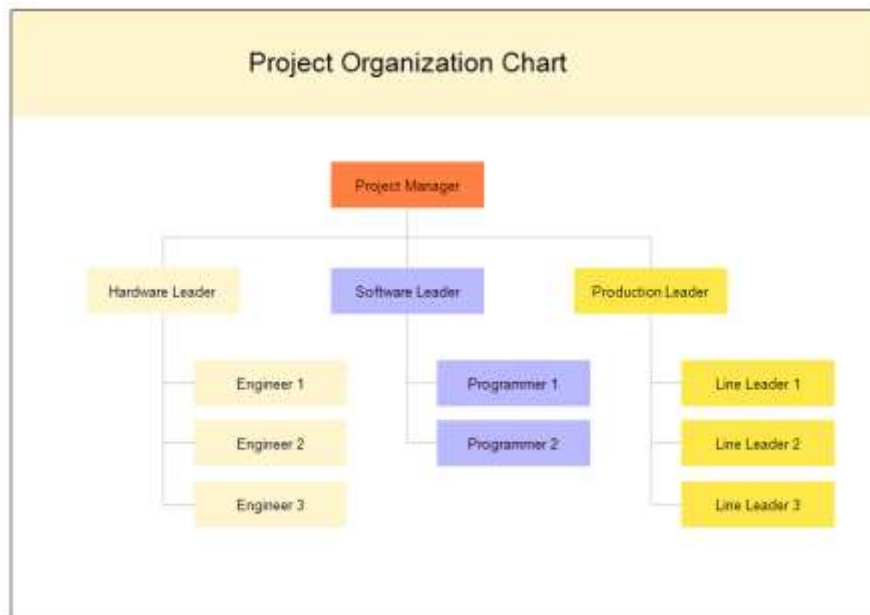 Project Organization Chart
Project Manager
Hardware Leader
Software Leader
Production Leader
Engineer 1
Programmer 1
Line Leader 1
Engineer 2
Programmer 2
Line Leader 2
Engineer 3
Line Leader 3